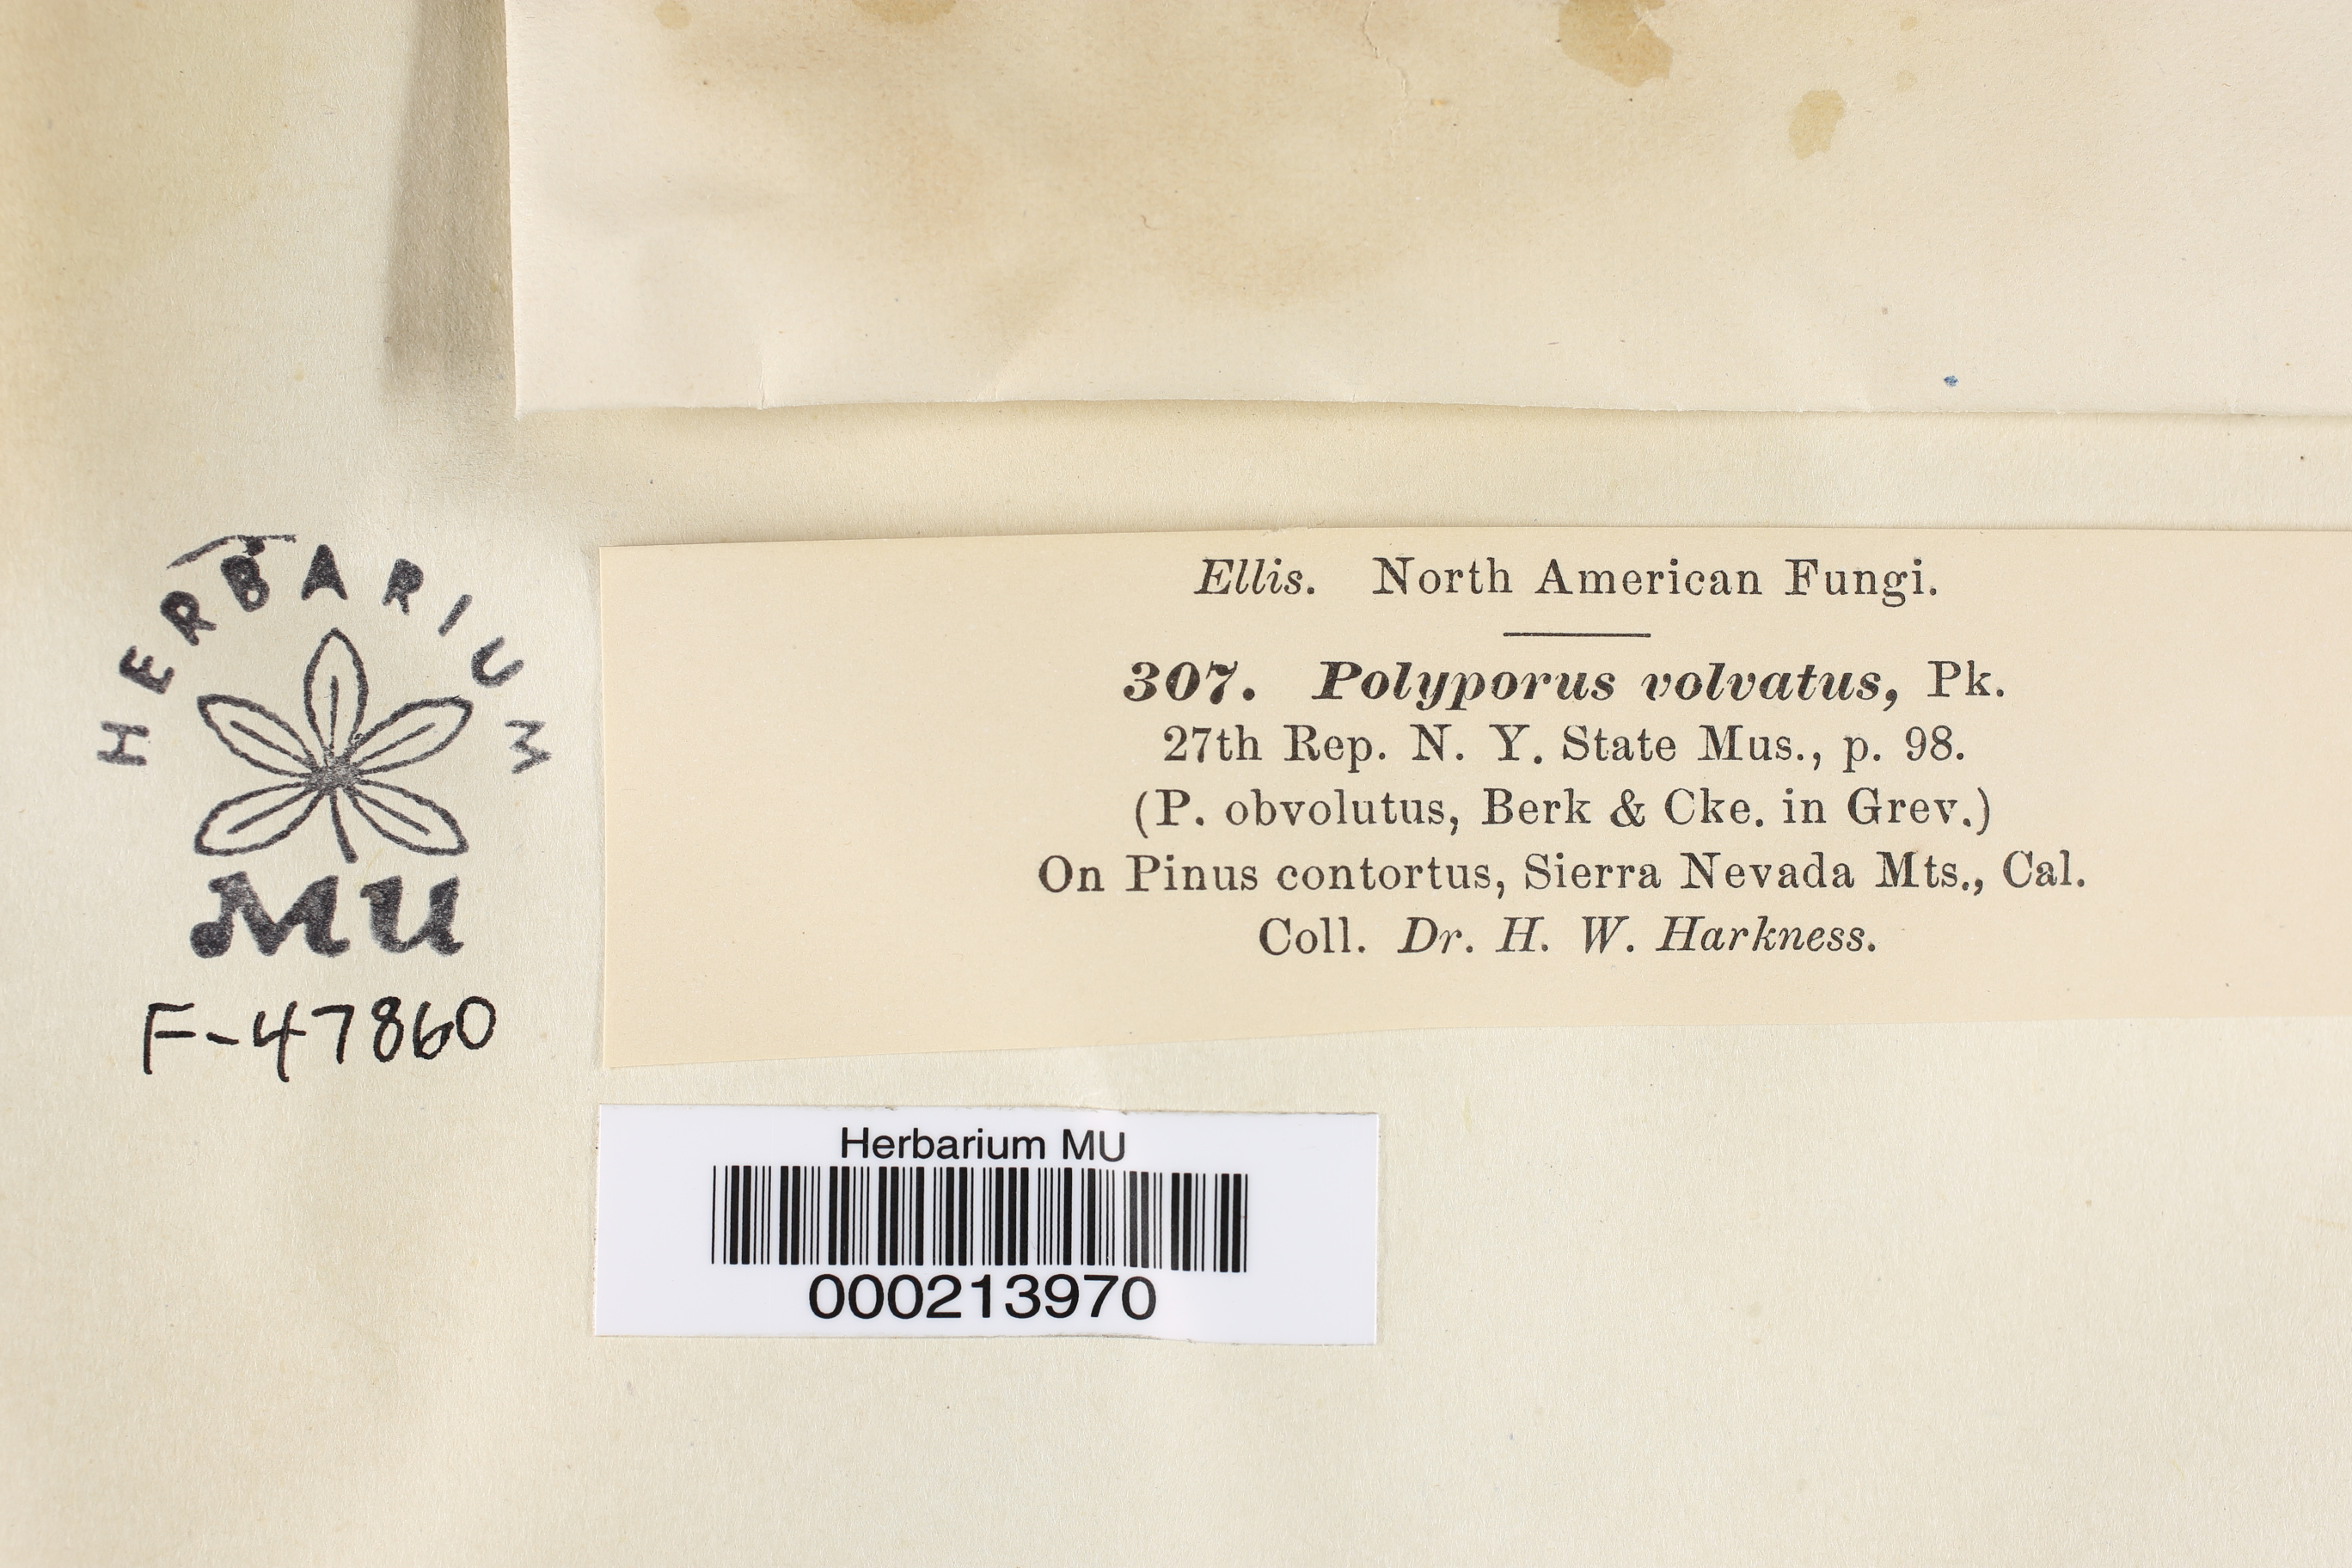 HERBARIUM
MU
F-47860
Ellis. North American Fungi.
307. Polyporus volvatus, Pk.
27th Rep. N. Y. State Mus., p. 98.
(P. obvolutus, Berk & Cke. in Grev.)
On Pinus contortus, Sierra Nevada Mts., Cal.
Coll. Dr. H. W. Harkness.
Herbarium MU
000213970